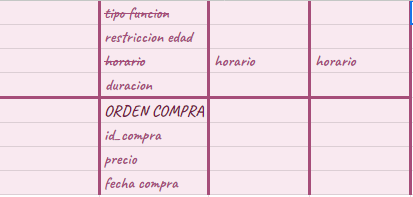 tipo funcion
restriccion edad
horario horario horario
duracion
ORDEN COMPRA
id_compra
precio
fecha compra